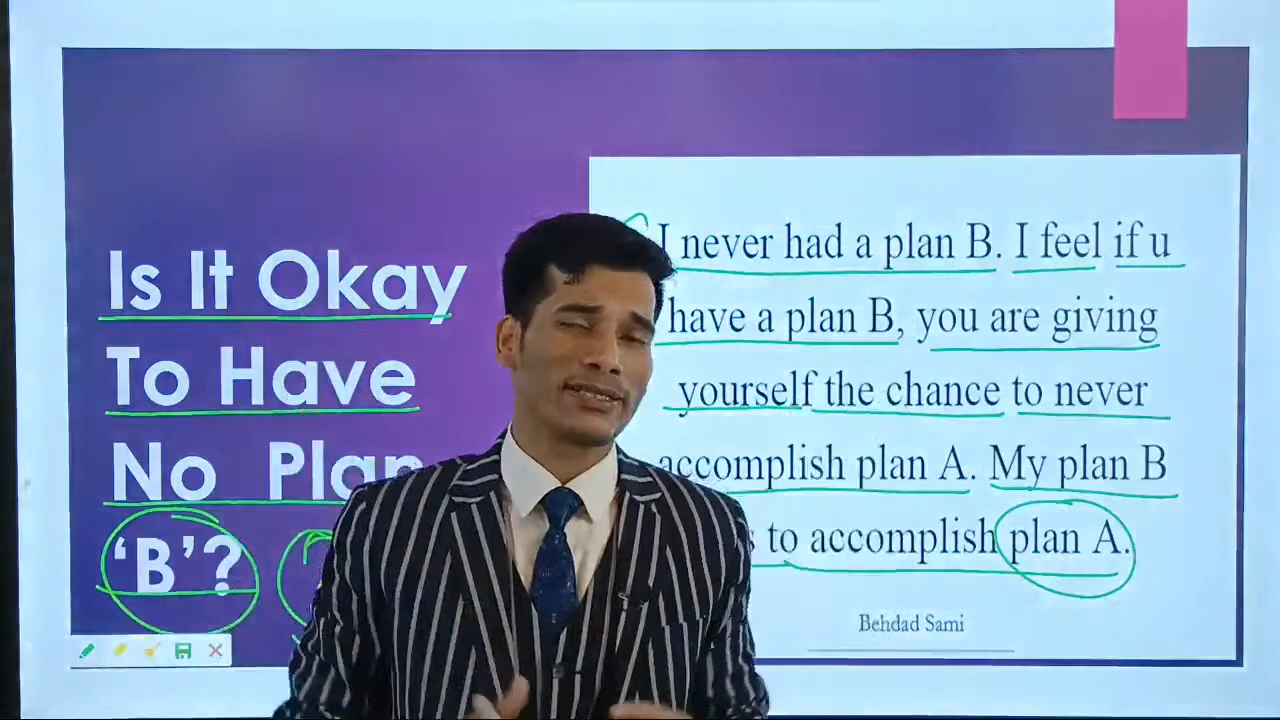 Is It Okay
To Have
No Plan
‘B’?
I never had a plan B. I feel if u
have a plan B, you are giving
yourself the chance to never
accomplish plan A. My plan B
to accomplish plan A.
Behdad Sami